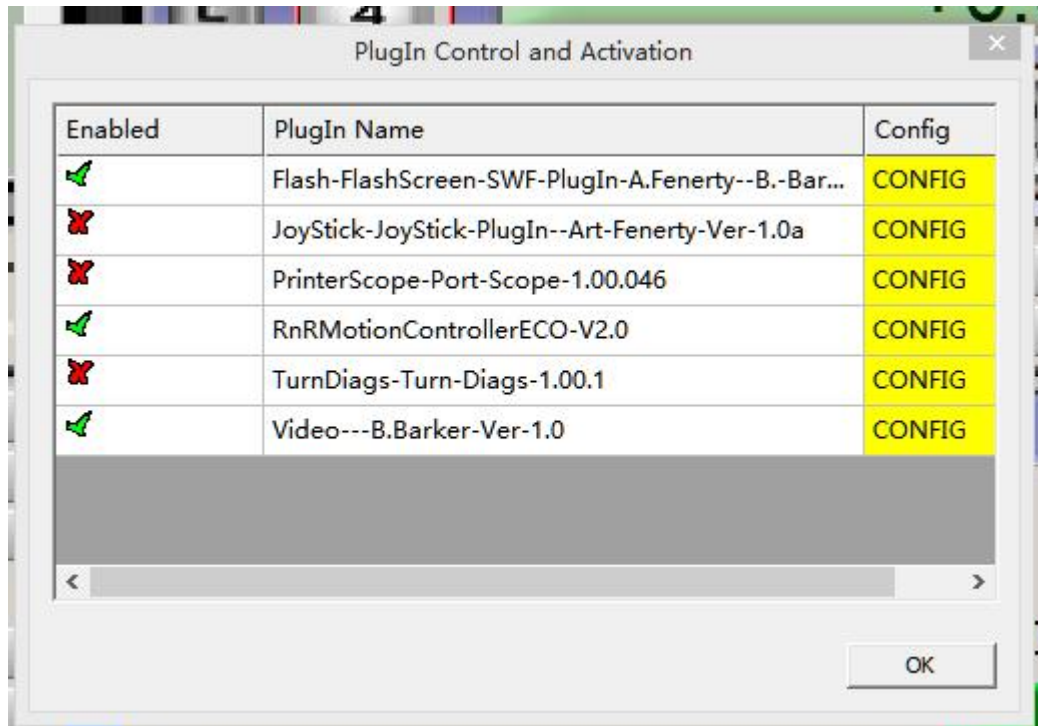 PlugIn Control and Activation
Enabled PlugIn Name Config
Flash-FlashScreen-SWF-PlugIn-A.Fenerty--B.-Bar... CONFIG
JoyStick-JoyStick-PlugIn--Art-Fenerty-Ver-1.0a CONFIG
PrinterScope-Port-Scope-1.00.046 CONFIG
RnRMotionControllerECO-V2.0 CONFIG
TurnDiags-Turn-Diags-1.00.1 CONFIG
Video---B.Barker-Ver-1.0 CONFIG
OK